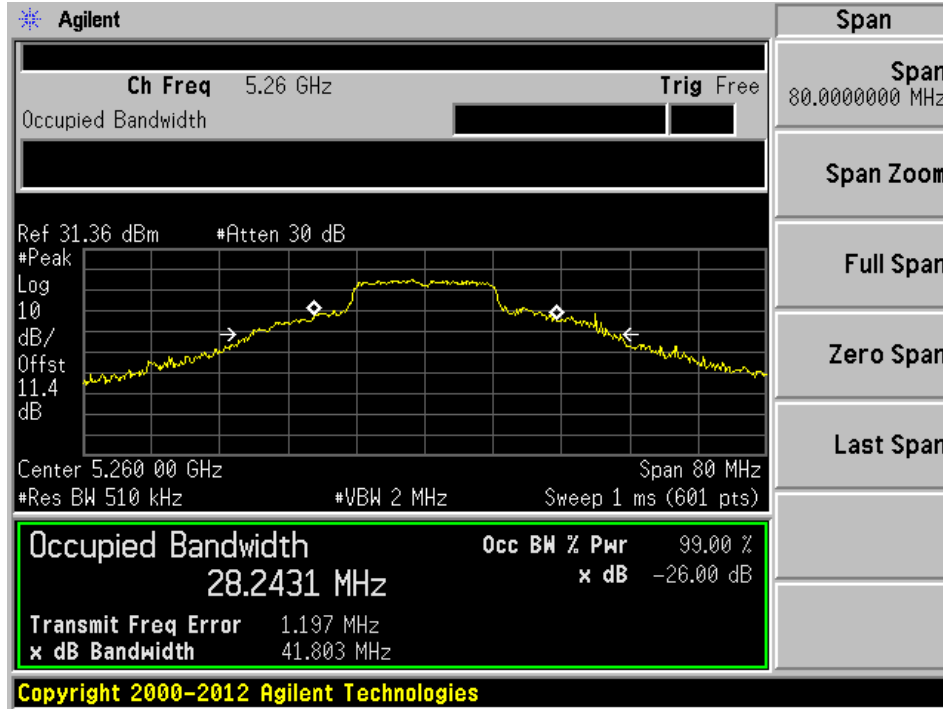 Agilent
Span
Ch Freq 5.26 GHz Trig Free
Occupied Bandwidth
Span
80.0000000 MHz
Span Zoom
Full Span
Zero Span
Last Span
Ref 31.36 dBm #Atten 30 dB
#Peak
Log
10
dB/
Offst
11.4
dB
Center 5.260 00 GHz Span 80 MHz
#Res BW 510 kHz #VBW 2 MHz Sweep 1 ms (601 pts)
Occupied Bandwidth Occ BW % Pwr 99.00 %
28.2431 MHz x dB -26.00 dB
Transmit Freq Error 1.197 MHz
x dB Bandwidth 41.803 MHz
Copyright 2000-2012 Agilent Technologies